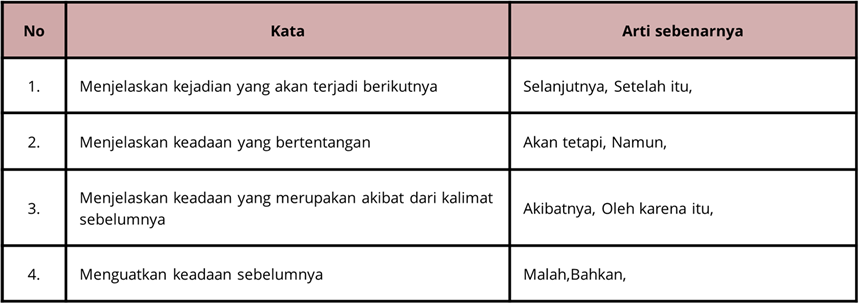 No Kata Arti sebenarnya
1. Menjelaskan kejadian yang akan terjadi berikutnya Selanjutnya, Setelah itu,
2. Menjelaskan keadaan yang bertentangan Akan tetapi, Namun,
3. Menjelaskan keadaan yang merupakan akibat dari kalimat
sebelumnya Akibatnya, Oleh karena itu,
4. Menguatkan keadaan sebelumnya Malah,Bahkan,